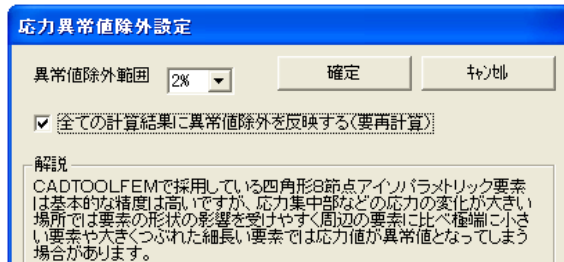 応力異常値除外設定
異常値除外範囲 2% 確定 ｷｬﾝｾﾙ
全ての計算結果に異常値除外を反映する(要再計算)
解説
CADTOOLFEMで採用している四角形8節点アイソパラメトリック要素
は基本的な精度は高いですが、応力集中部などの応力の変化が大きい
場所では要素の形状の影響を受けやすく周辺の要素に比べ極端に小さ
い要素や大きくつぶれた細長い要素では応力値が異常値となってしまう
場合があります。